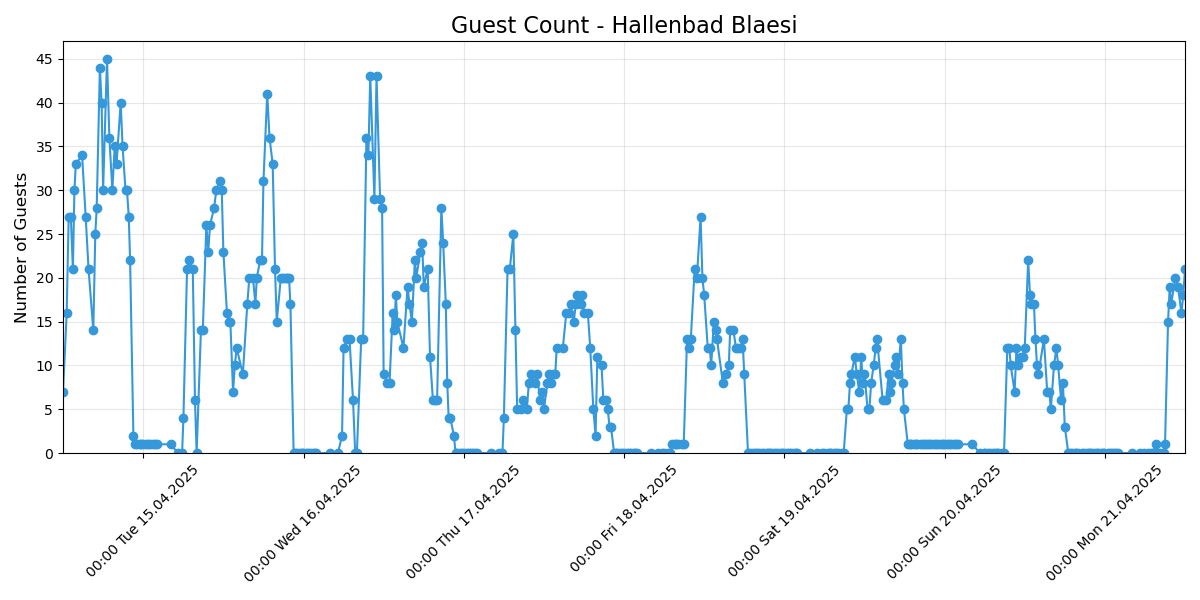 Guest Count - Hallenbad Blaesi
Number of Guests
45
40
35
30
25
20
15
10
5
0
00:00 Tue 15.04.2025
00:00 Wed 16.04.2025
00:00 Thu 17.04.2025
00:00 Fri 18.04.2025
00:00 Sat 19.04.2025
00:00 Sun 20.04.2025
00:00 Mon 21.04.2025